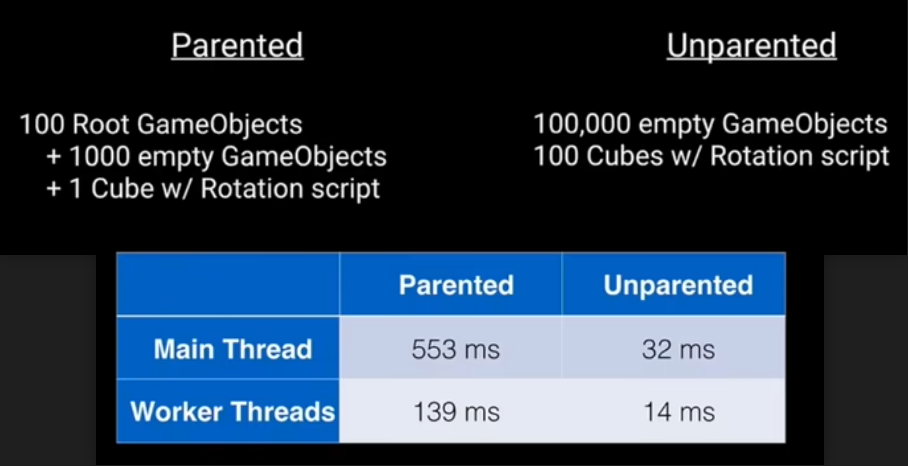 Parented
100 Root GameObjects
+ 1000 empty GameObjects
+ 1 Cube w/ Rotation script
Unparented
100,000 empty GameObjects
100 Cubes w/ Rotation script
Parented Unparented
Main Thread 553 ms 32 ms
Worker Threads 139 ms 14 ms